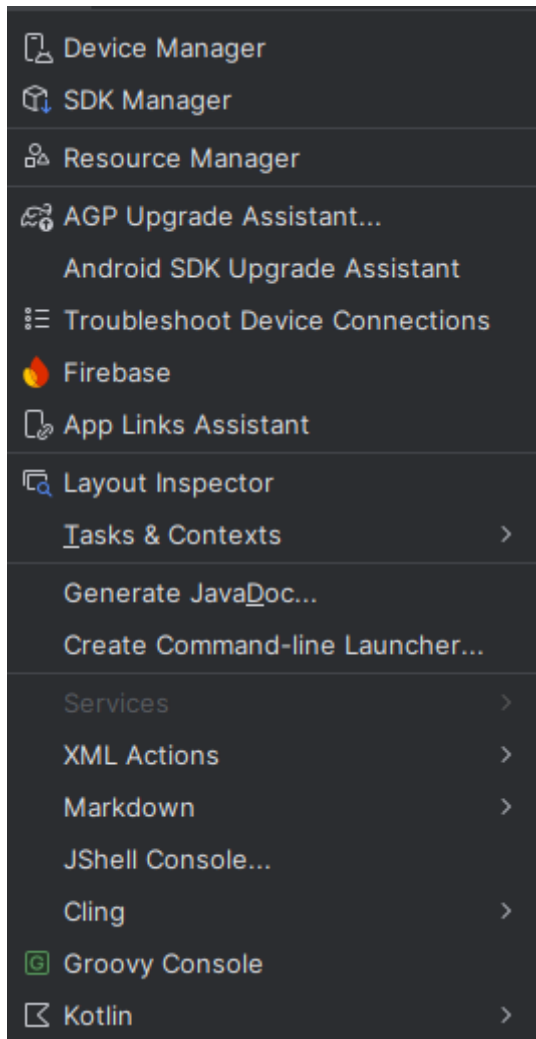 Device Manager
SDK Manager
Resource Manager
AGP Upgrade Assistant...
Android SDK Upgrade Assistant
Troubleshoot Device Connections
Firebase
App Links Assistant
Layout Inspector
Tasks & Contexts
Generate JavaDoc...
Create Command-line Launcher...
Services
XML Actions
Markdown
JShell Console...
Cling
Groovy Console
Kotlin